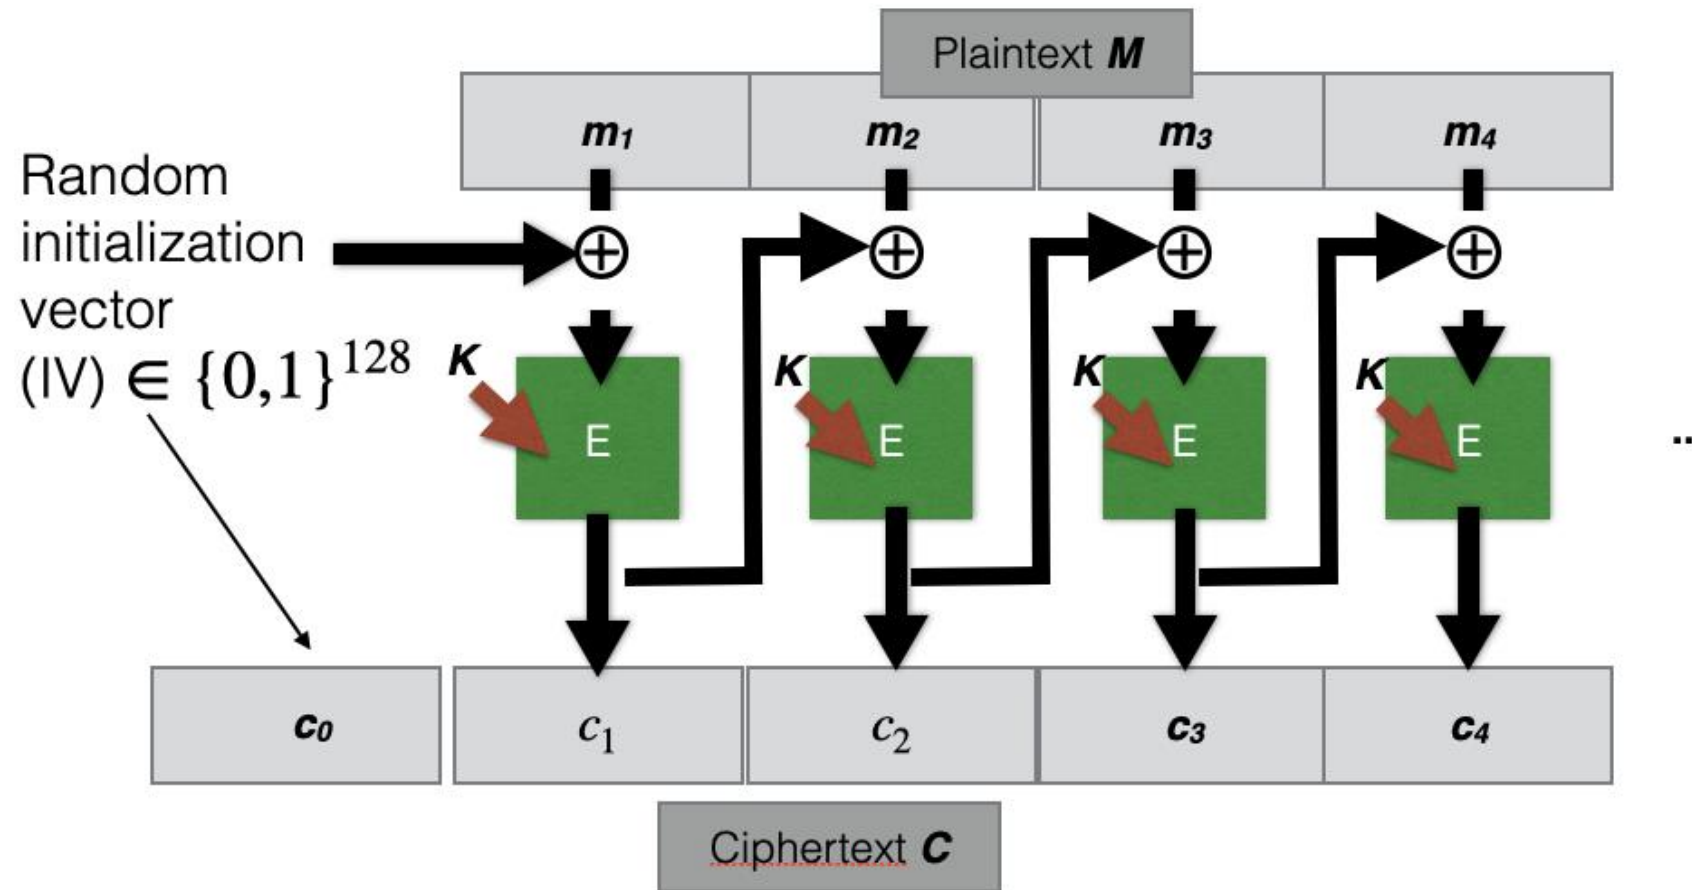 Plaintext M
m₁ m₂ m₃ m₄
Random
initialization
vector
(IV) ∈ {0,1}¹²⁸
⊕ ⊕ ⊕ ⊕
K K K K
E E E E
..
c₀ c₁ c₂ c₃ c₄
Ciphertext C